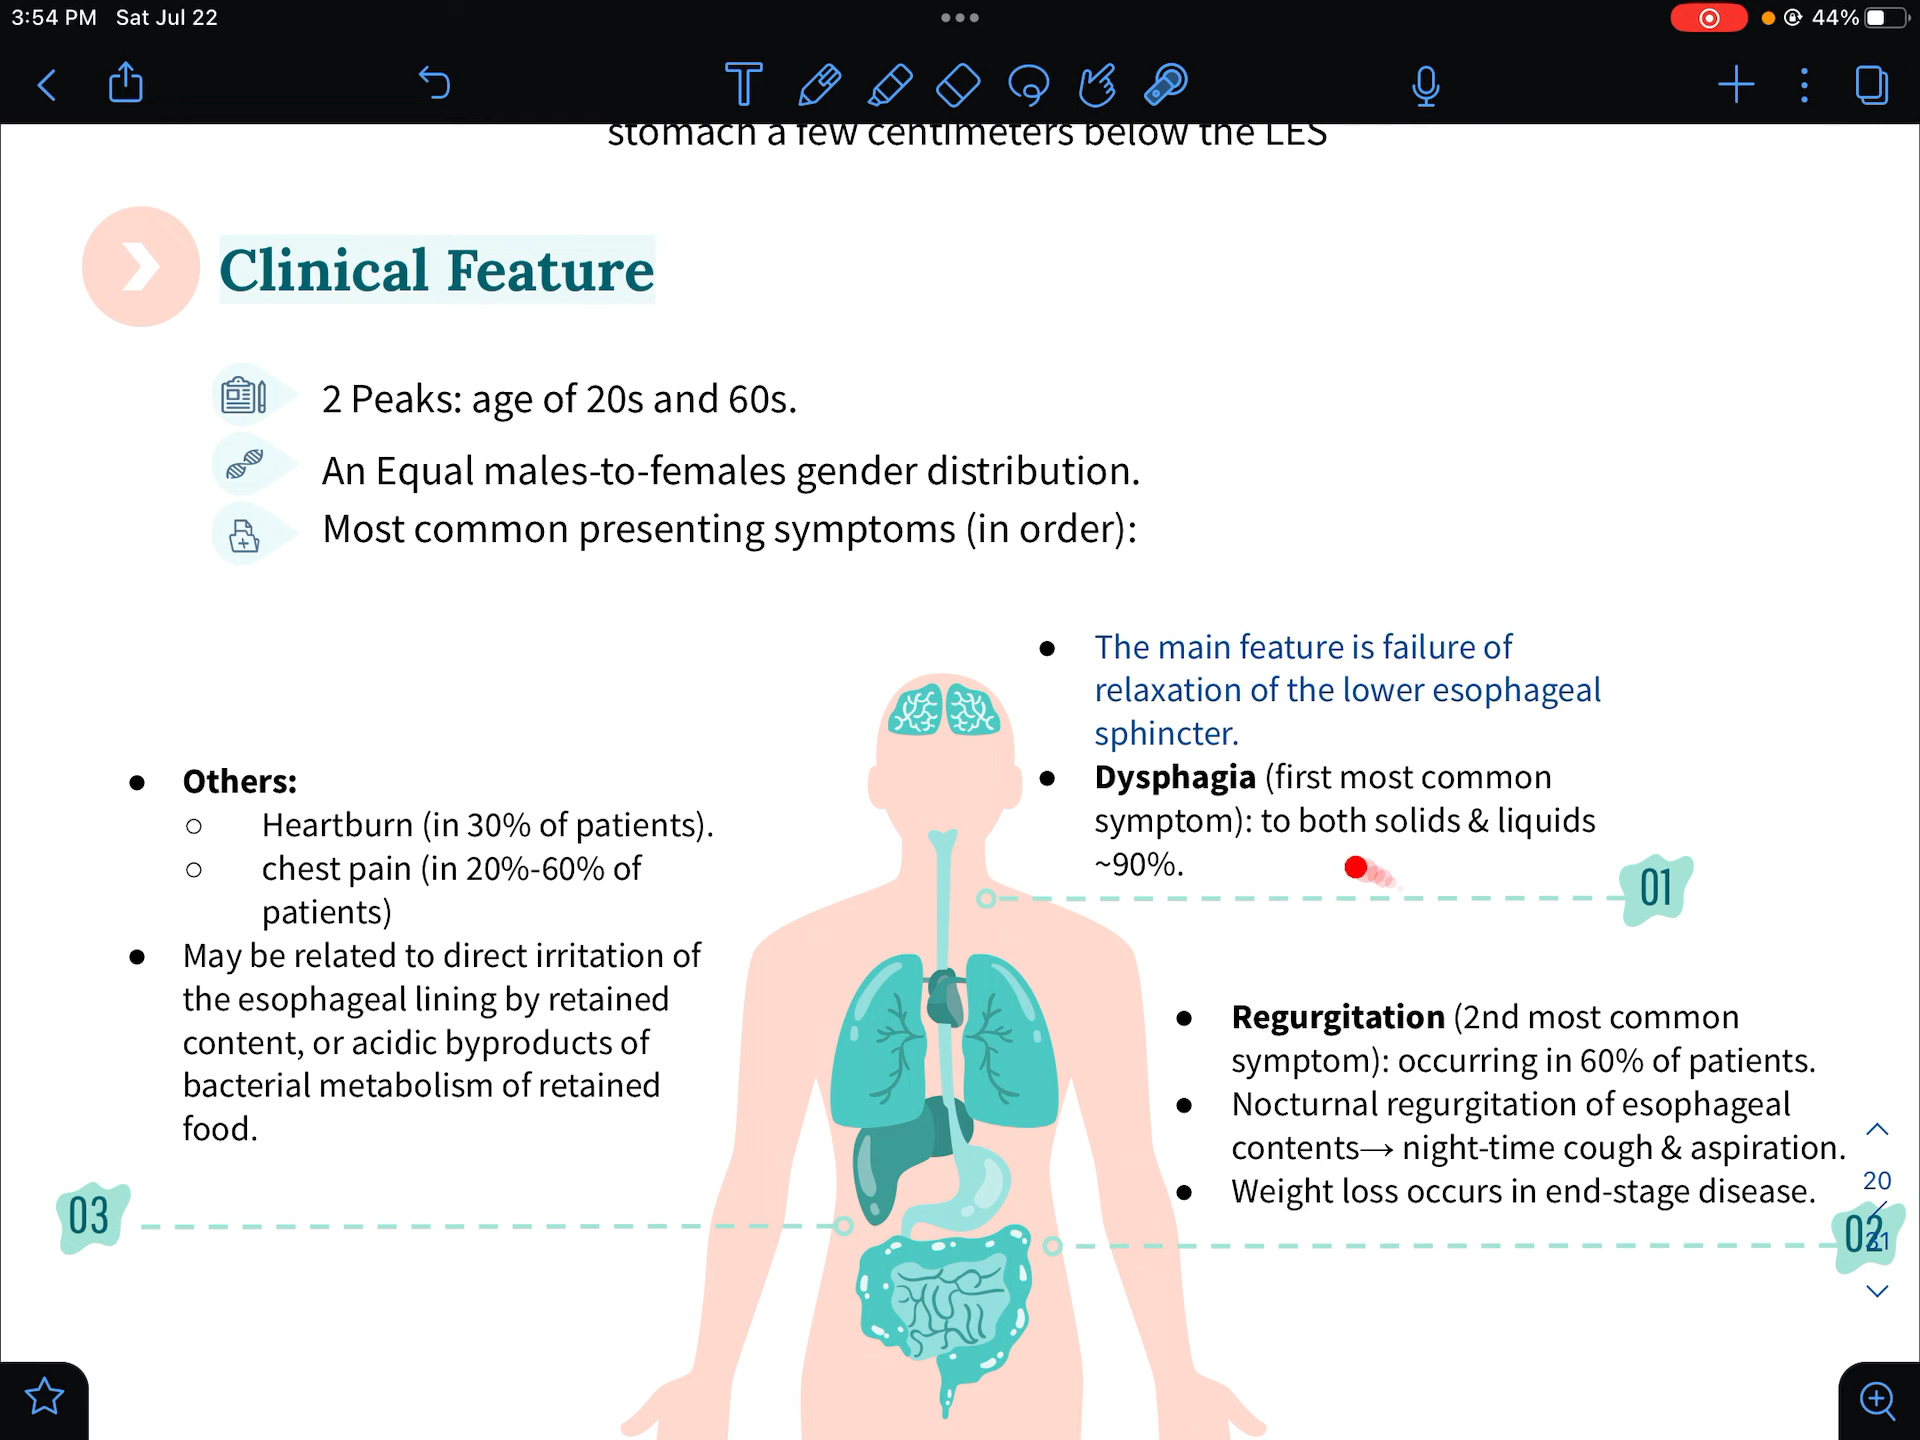 3:54 PM Sat Jul 22
44%
stomach a few centimeters below the LES
Clinical Feature
2 Peaks: age of 20s and 60s.
An Equal males-to-females gender distribution.
Most common presenting symptoms (in order):
● The main feature is failure of
relaxation of the lower esophageal
sphincter.
● Dysphagia (first most common
symptom): to both solids & liquids
~90%.
01
● Others:
○ Heartburn (in 30% of patients).
○ chest pain (in 20%-60% of
patients)
● May be related to direct irritation of
the esophageal lining by retained
content, or acidic byproducts of
bacterial metabolism of retained
food.
03
● Regurgitation (2nd most common
symptom): occurring in 60% of patients.
● Nocturnal regurgitation of esophageal
contents→ night-time cough & aspiration.
● Weight loss occurs in end-stage disease.
02
20
/
31